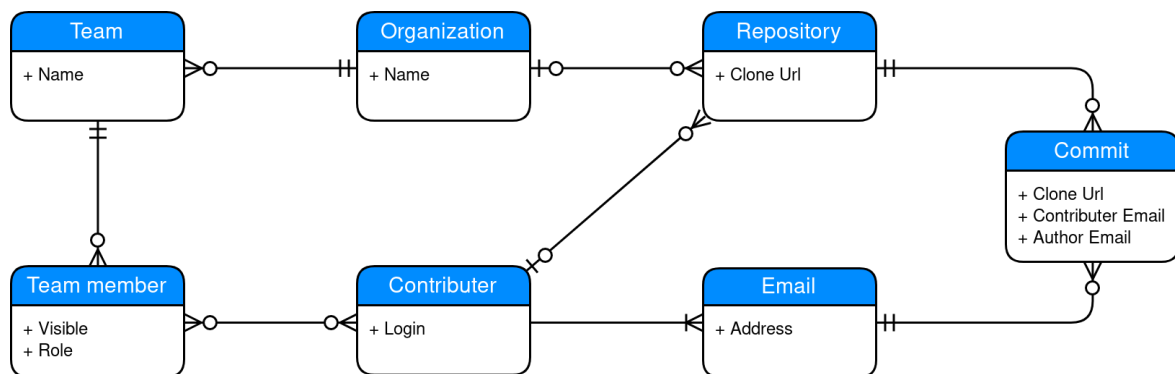 Team
+ Name
Organization
+ Name
Repository
+ Clone Url
Commit
+ Clone Url
+ Contributer Email
+ Author Email
Team member
+ Visible
+ Role
Contributer
+ Login
Email
+ Address